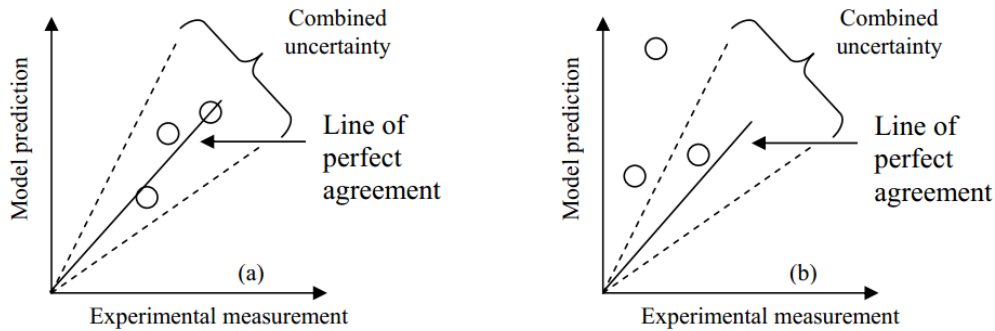 Combined
uncertainty
Model prediction
Line of
perfect
agreement
(a)
Experimental measurement
Combined
uncertainty
Model prediction
Line of
perfect
agreement
(b)
Experimental measurement